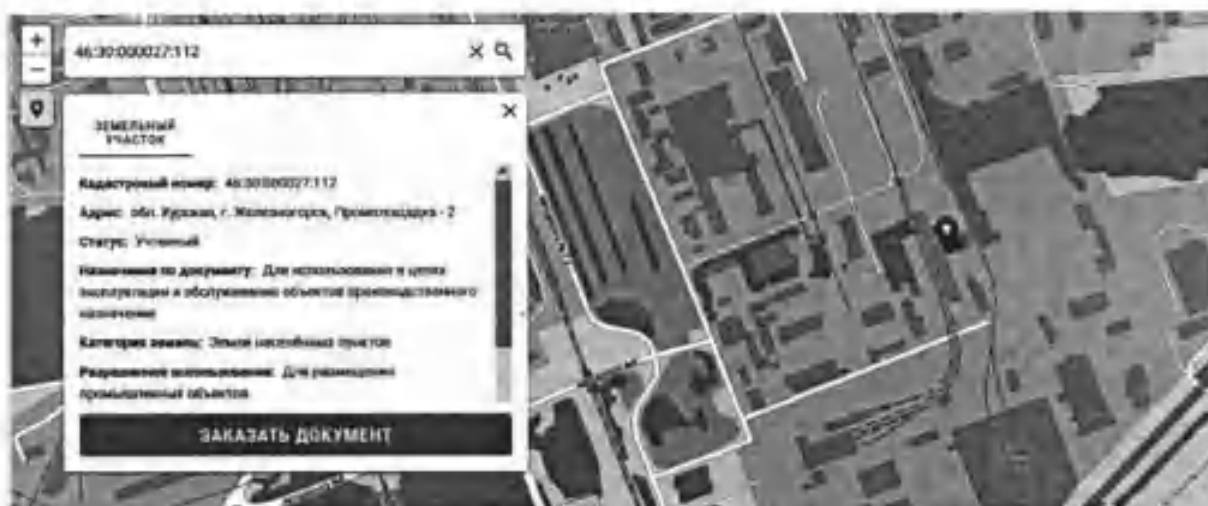 46:30:000027:112
ЗЕМЕЛЬНЫЙ
УЧАСТОК
Кадастровый номер: 46:30:000027:112
Адрес: обл. Курская, г. Железногорск, Промплощадка - 2
Статус: Учтенный
Назначение по документу: Для использования в целях
эксплуатации и обслуживания объектов производственного
назначения
Категория земель: Земли населённых пунктов
Разрешенное использование: Для размещения
промышленных объектов
ЗАКАЗАТЬ ДОКУМЕНТ